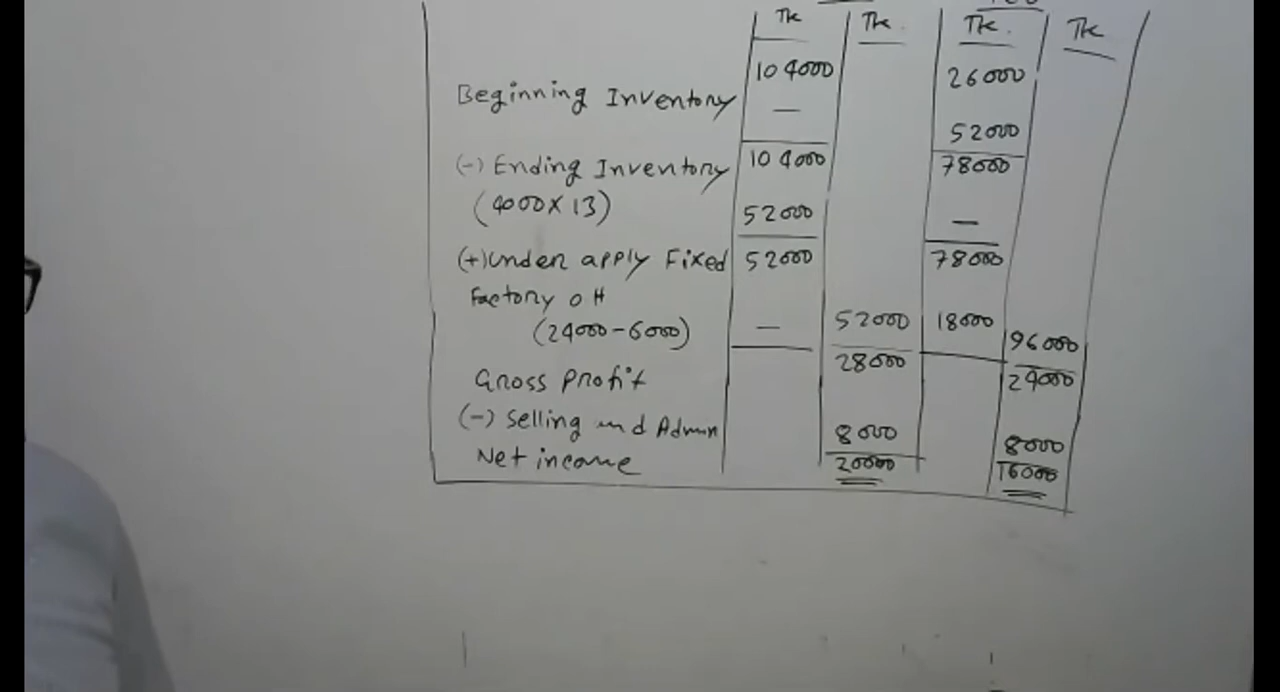 Tk Tk. Tk. Tk
104000 26000
Beginning Inventory — 52000
(-) Ending Inventory 104000 78000
(4000 X 13) 52000 —
(+) Under apply Fixed 52000 78000
Factory OH
(24000-6000) — 52000 18000 96000
Gross Profit 28000 24000
(-) Selling and Admin 8000 8000
Net income 20000 16000